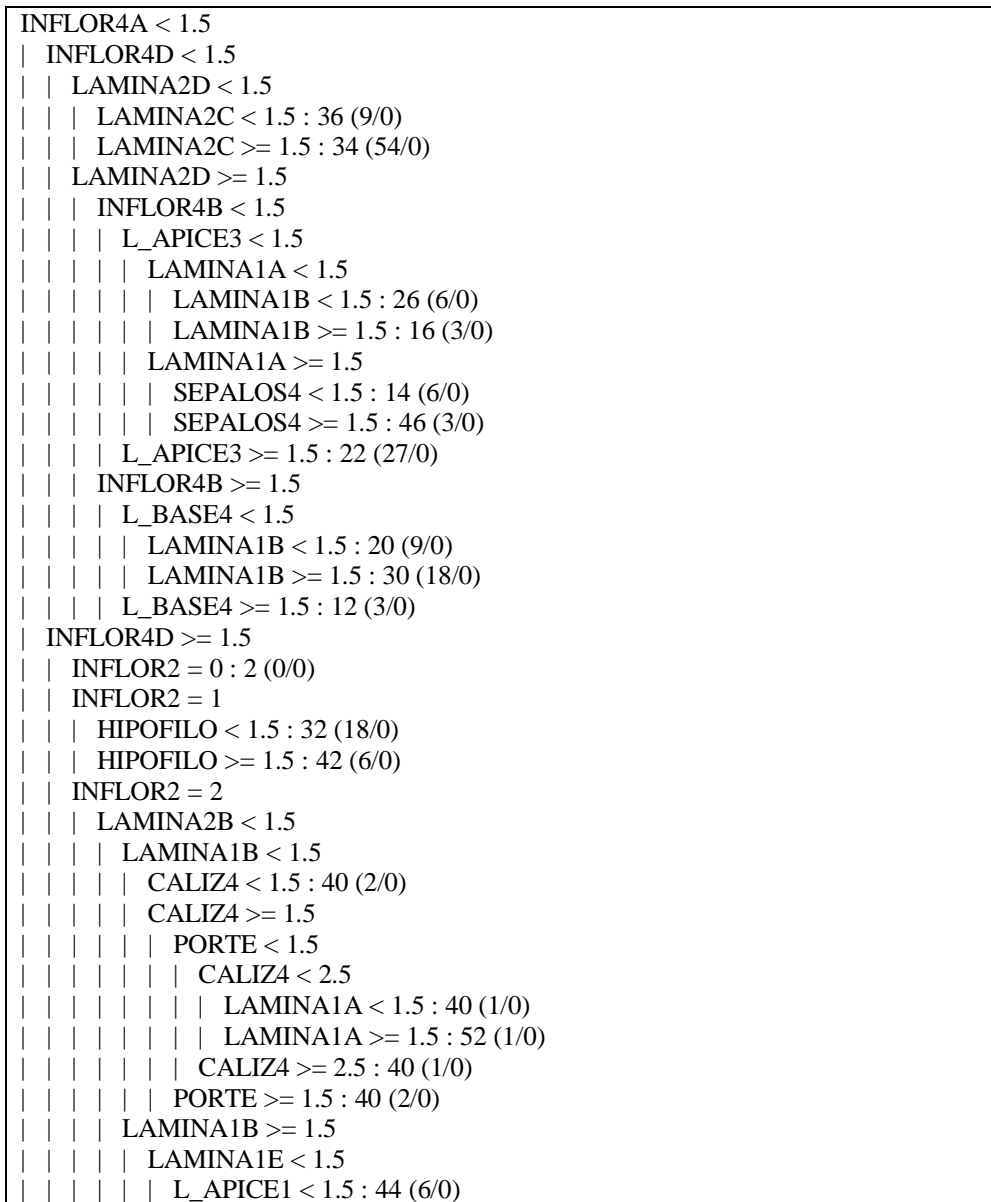 INFLOR4A < 1.5
| INFLOR4D < 1.5
| | LAMINA2D < 1.5
| | | LAMINA2C < 1.5 : 36 (9/0)
| | | LAMINA2C >= 1.5 : 34 (54/0)
| | LAMINA2D >= 1.5
| | | INFLOR4B < 1.5
| | | | L_APICE3 < 1.5
| | | | | LAMINA1A < 1.5
| | | | | | LAMINA1B < 1.5 : 26 (6/0)
| | | | | | LAMINA1B >= 1.5 : 16 (3/0)
| | | | | LAMINA1A >= 1.5
| | | | | | SEPALOS4 < 1.5 : 14 (6/0)
| | | | | | SEPALOS4 >= 1.5 : 46 (3/0)
| | | | L_APICE3 >= 1.5 : 22 (27/0)
| | | INFLOR4B >= 1.5
| | | | L_BASE4 < 1.5
| | | | | LAMINA1B < 1.5 : 20 (9/0)
| | | | | LAMINA1B >= 1.5 : 30 (18/0)
| | | | L_BASE4 >= 1.5 : 12 (3/0)
| INFLOR4D >= 1.5
| | INFLOR2 = 0 : 2 (0/0)
| | INFLOR2 = 1
| | | HIPOFILO < 1.5 : 32 (18/0)
| | | HIPOFILO >= 1.5 : 42 (6/0)
| | INFLOR2 = 2
| | | LAMINA2B < 1.5
| | | | LAMINA1B < 1.5
| | | | | CALIZ4 < 1.5 : 40 (2/0)
| | | | | CALIZ4 >= 1.5
| | | | | | PORTE < 1.5
| | | | | | | CALIZ4 < 2.5
| | | | | | | | LAMINA1A < 1.5 : 40 (1/0)
| | | | | | | | LAMINA1A >= 1.5 : 52 (1/0)
| | | | | | | CALIZ4 >= 2.5 : 40 (1/0)
| | | | | | PORTE >= 1.5 : 40 (2/0)
| | | | LAMINA1B >= 1.5
| | | | | LAMINA1E < 1.5
| | | | | | L_APICE1 < 1.5 : 44 (6/0)